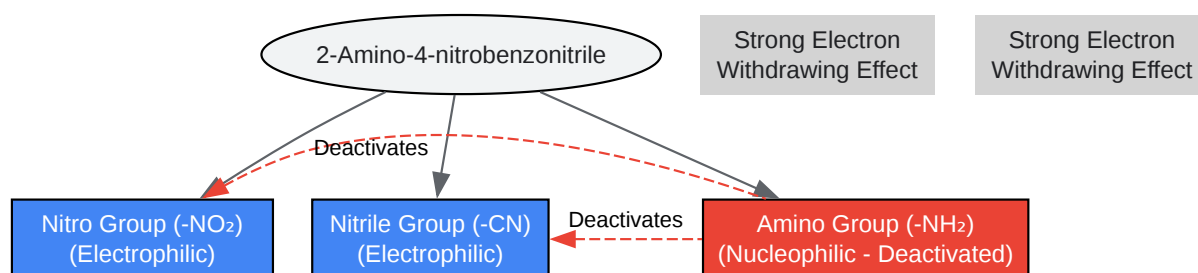 2-Amino-4-nitrobenzonitrile
Strong Electron
Withdrawing Effect
Strong Electron
Withdrawing Effect
Deactivates
Nitro Group (-NO₂)
(Electrophilic)
Nitrile Group (-CN)
(Electrophilic)
Deactivates
Amino Group (-NH₂)
(Nucleophilic - Deactivated)